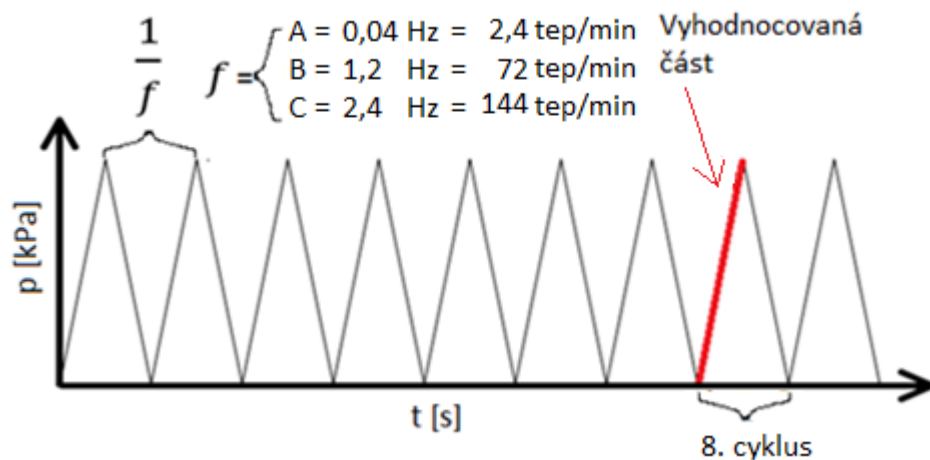 1
f
f = A = 0,04 Hz = 2,4 tep/min
B = 1,2 Hz = 72 tep/min
C = 2,4 Hz = 144 tep/min
Vyhodnocovaná
část
p [kPa]
t [s]
8. cyklus